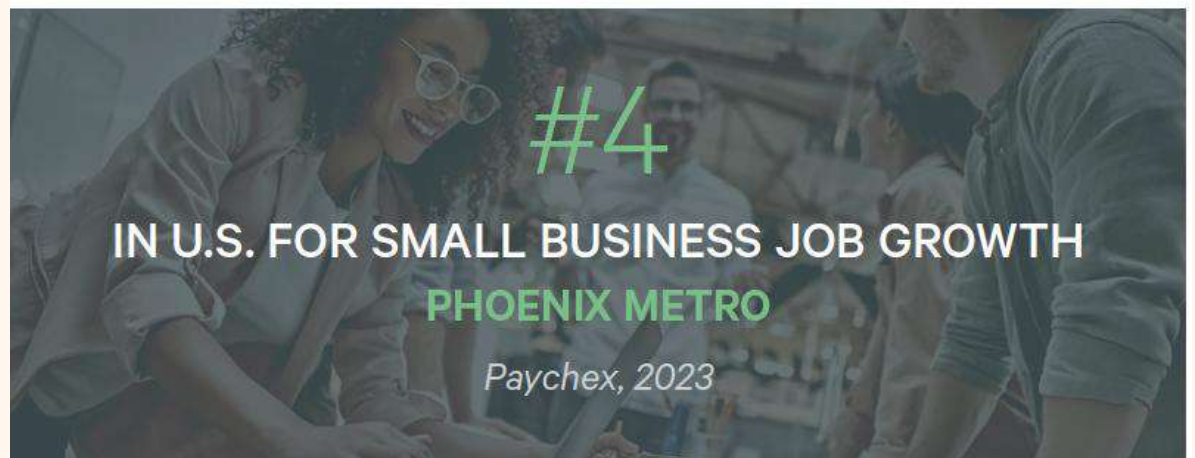 #4
IN U.S. FOR SMALL BUSINESS JOB GROWTH
PHOENIX METRO
Paychex, 2023